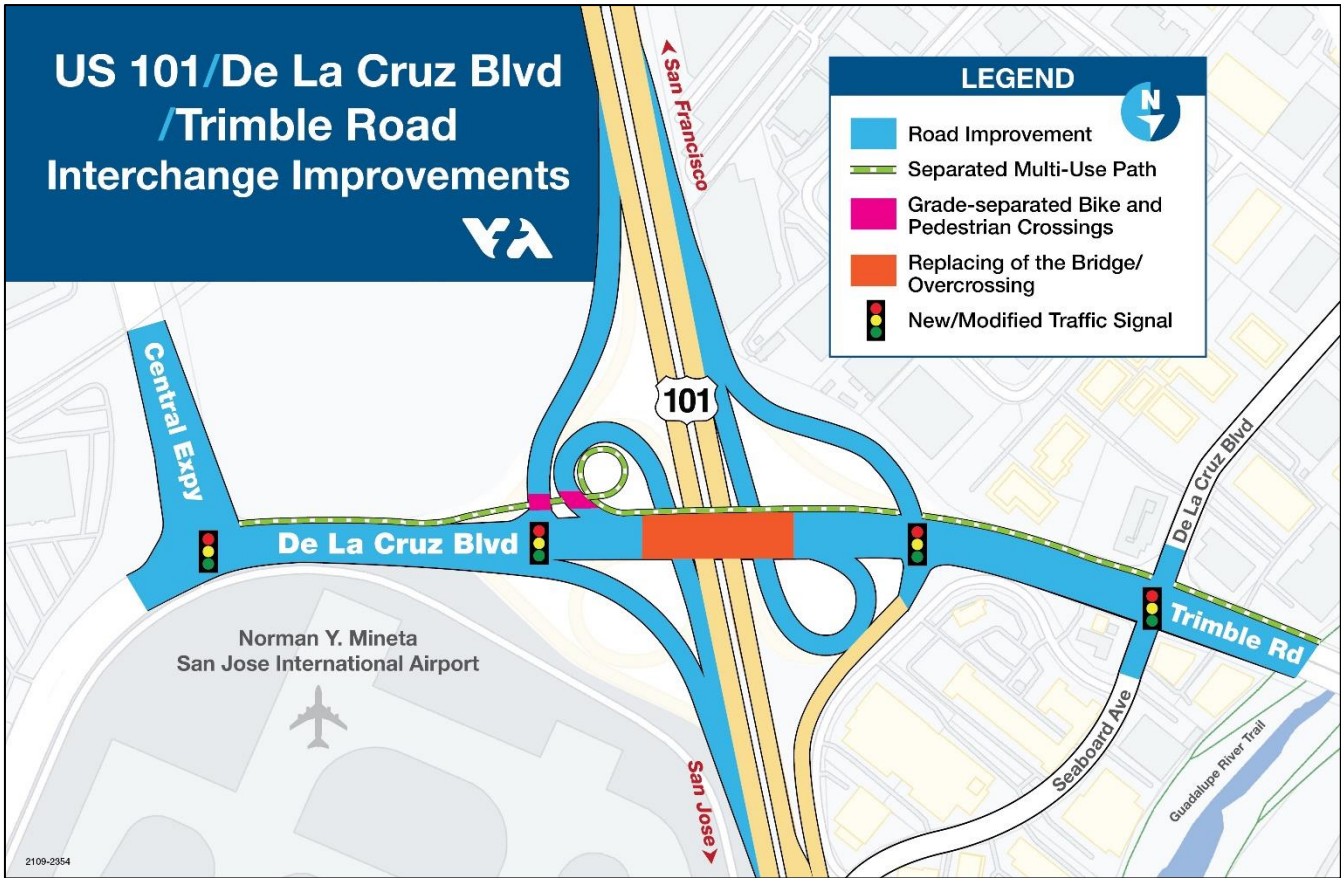 US 101/De La Cruz Blvd
/Trimble Road
Interchange Improvements
VTA
San Francisco
LEGEND
N
Road Improvement
Separated Multi-Use Path
Grade-separated Bike and
Pedestrian Crossings
Replacing of the Bridge/
Overcrossing
New/Modified Traffic Signal
Central Expy
101
De La Cruz Blvd
De La Cruz Blvd
Trimble Rd
Norman Y. Mineta
San Jose International Airport
San Jose
Seaboard Ave
Guadalupe River Trail
2109-2354